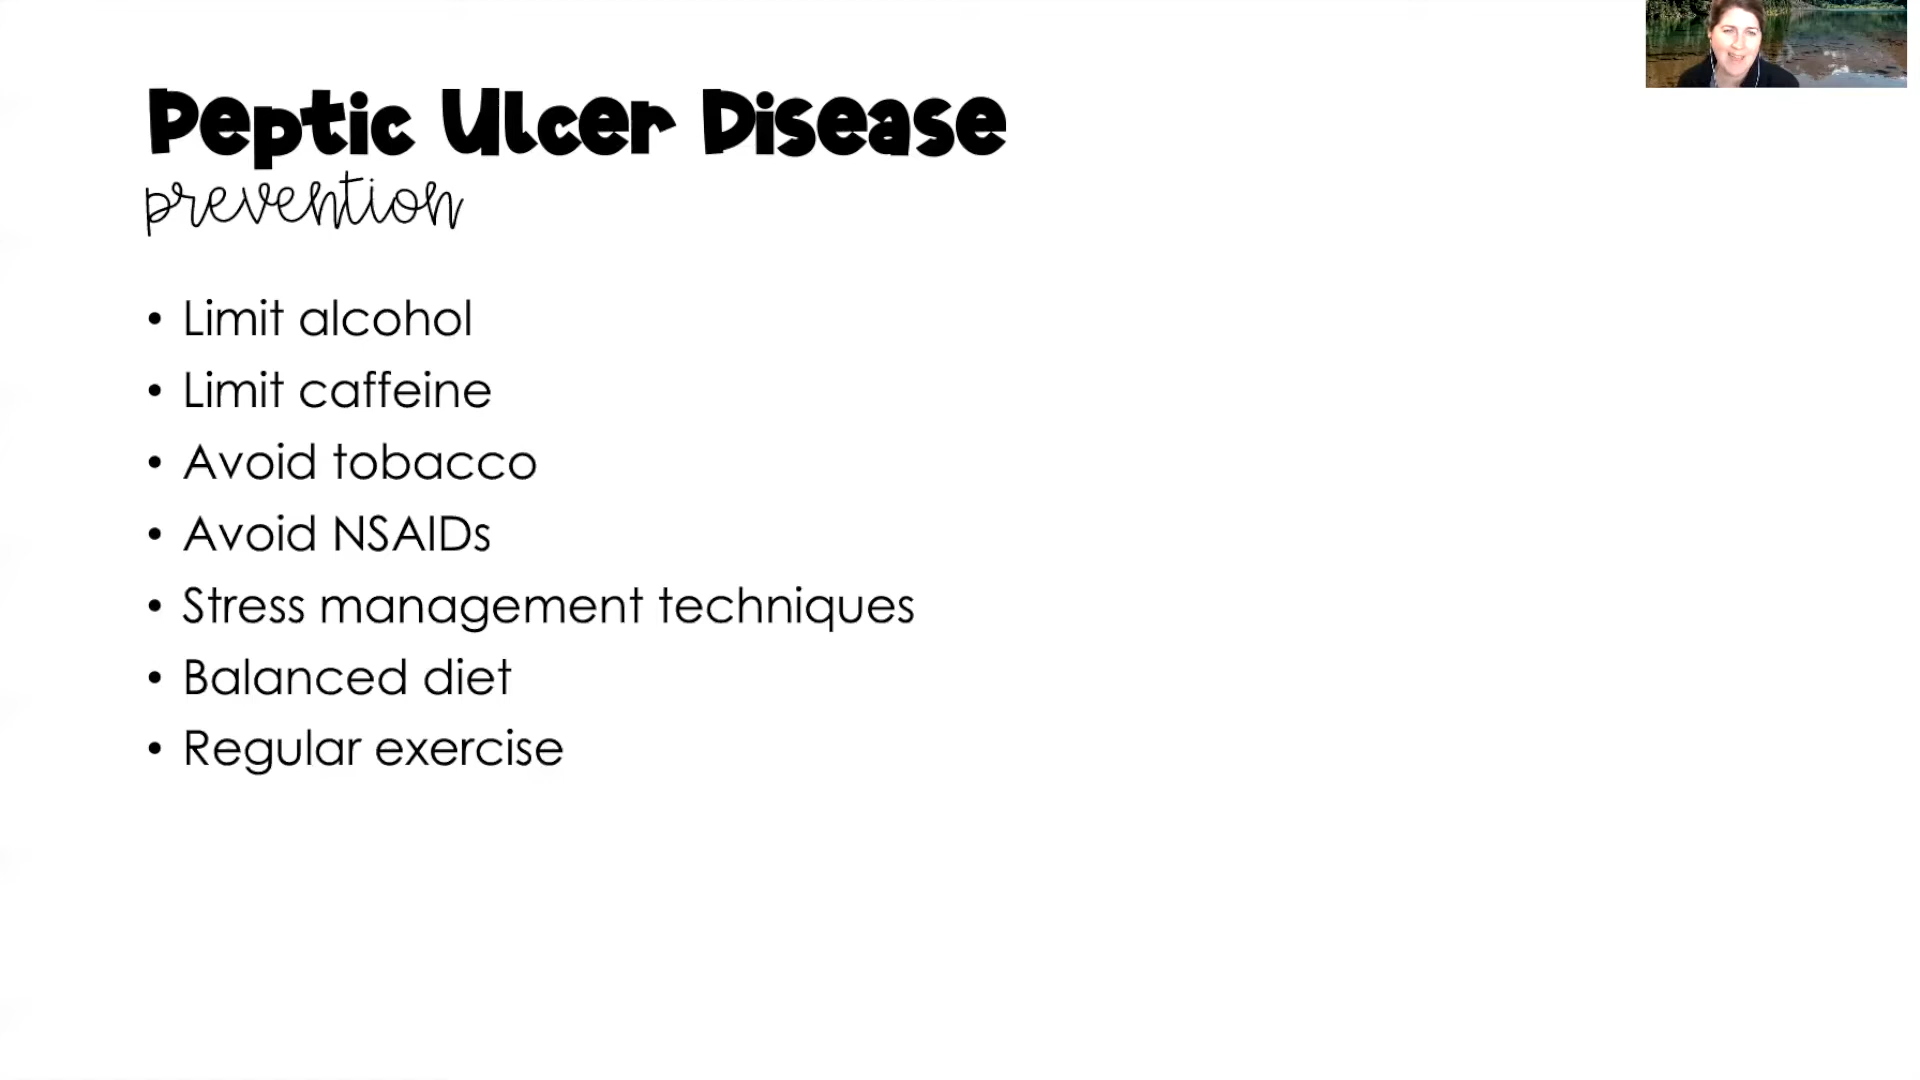 Peptic Ulcer Disease
prevention
• Limit alcohol
• Limit caffeine
• Avoid tobacco
• Avoid NSAIDs
• Stress management techniques
• Balanced diet
• Regular exercise